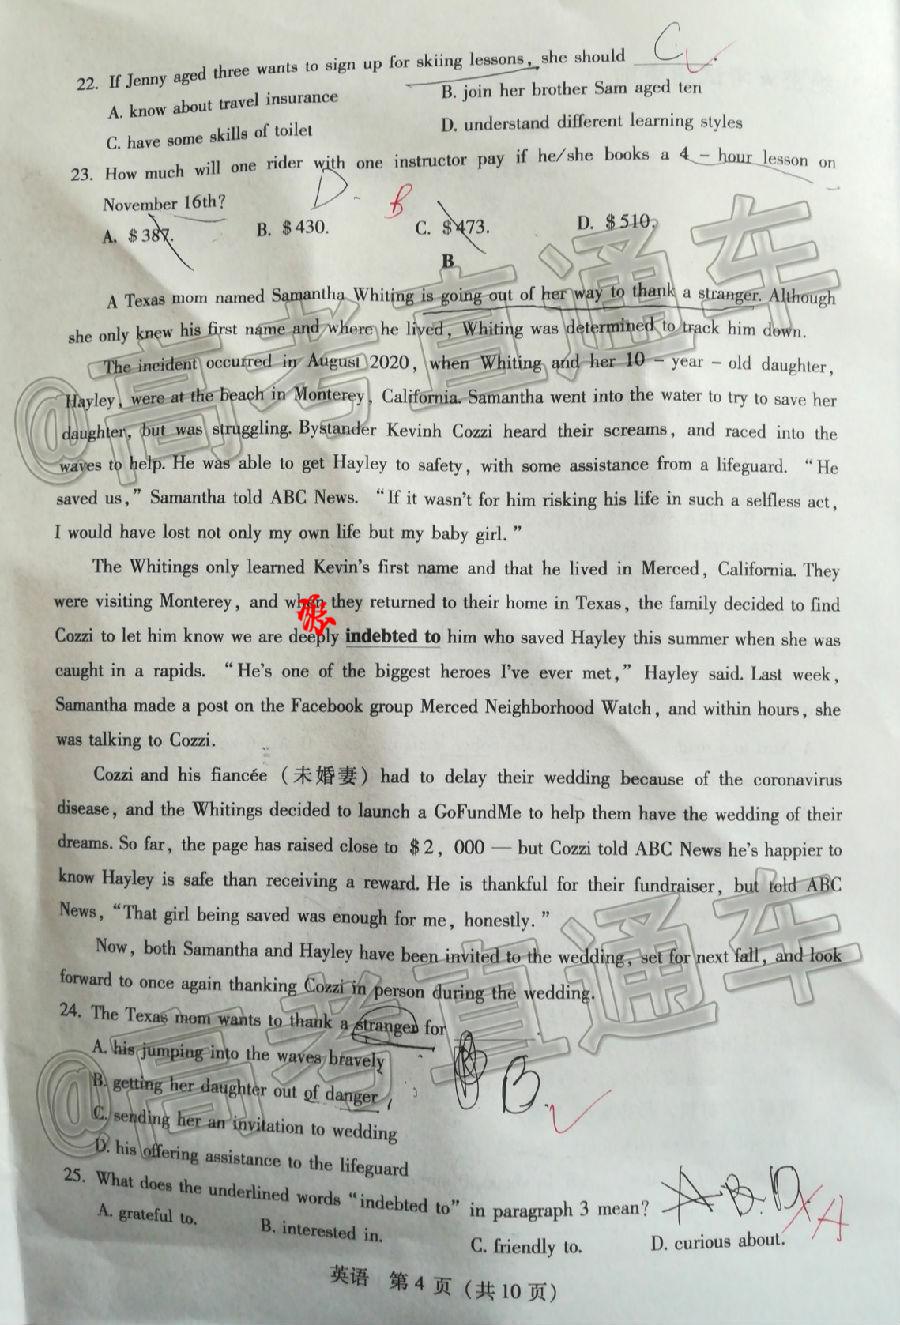 22. If Jenny aged three wants to sign up for skiing lessons, she should ______. C
A. know about travel insurance B. join her brother Sam aged ten
C. have some skills of toilet D. understand different learning styles
23. How much will one rider with one instructor pay if he/she books a 4 - hour lesson on
November 16th? D. B
A. $387. B. $430. C. $473. D. $510.
B
A Texas mom named Samantha Whiting is going out of her way to thank a stranger. Although
she only knew his first name and where he lived, Whiting was determined to track him down.
The incident occurred in August 2020, when Whiting and her 10 - year - old daughter,
Hayley, were at the beach in Monterey, California. Samantha went into the water to try to save her
daughter, but was struggling. Bystander Kevinh Cozzi heard their screams, and raced into the
waves to help. He was able to get Hayley to safety, with some assistance from a lifeguard. “He
saved us,” Samantha told ABC News. “If it wasn't for him risking his life in such a selfless act,
I would have lost not only my own life but my baby girl.”
The Whitings only learned Kevin's first name and that he lived in Merced, California. They
were visiting Monterey, and when they returned to their home in Texas, the family decided to find
Cozzi to let him know we are deeply indebted to him who saved Hayley this summer when she was
caught in a rapids. “He's one of the biggest heroes I've ever met,” Hayley said. Last week,
Samantha made a post on the Facebook group Merced Neighborhood Watch, and within hours, she
was talking to Cozzi.
Cozzi and his fiancée (未婚妻) had to delay their wedding because of the coronavirus
disease, and the Whitings decided to launch a GoFundMe to help them have the wedding of their
dreams. So far, the page has raised close to $2, 000 — but Cozzi told ABC News he's happier to
know Hayley is safe than receiving a reward. He is thankful for their fundraiser, but told ABC
News, “That girl being saved was enough for me, honestly.”
Now, both Samantha and Hayley have been invited to the wedding, set for next fall, and look
forward to once again thanking Cozzi in person during the wedding.
24. The Texas mom wants to thank a stranger for
A. his jumping into the waves bravely
B. getting her daughter out of danger B.
C. sending her an invitation to wedding
D. his offering assistance to the lifeguard
25. What does the underlined words “indebted to” in paragraph 3 mean? A B. D A
A. grateful to. B. interested in. C. friendly to. D. curious about.
英语 第 4 页 (共 10 页)
@高考直通车
@高考直通车